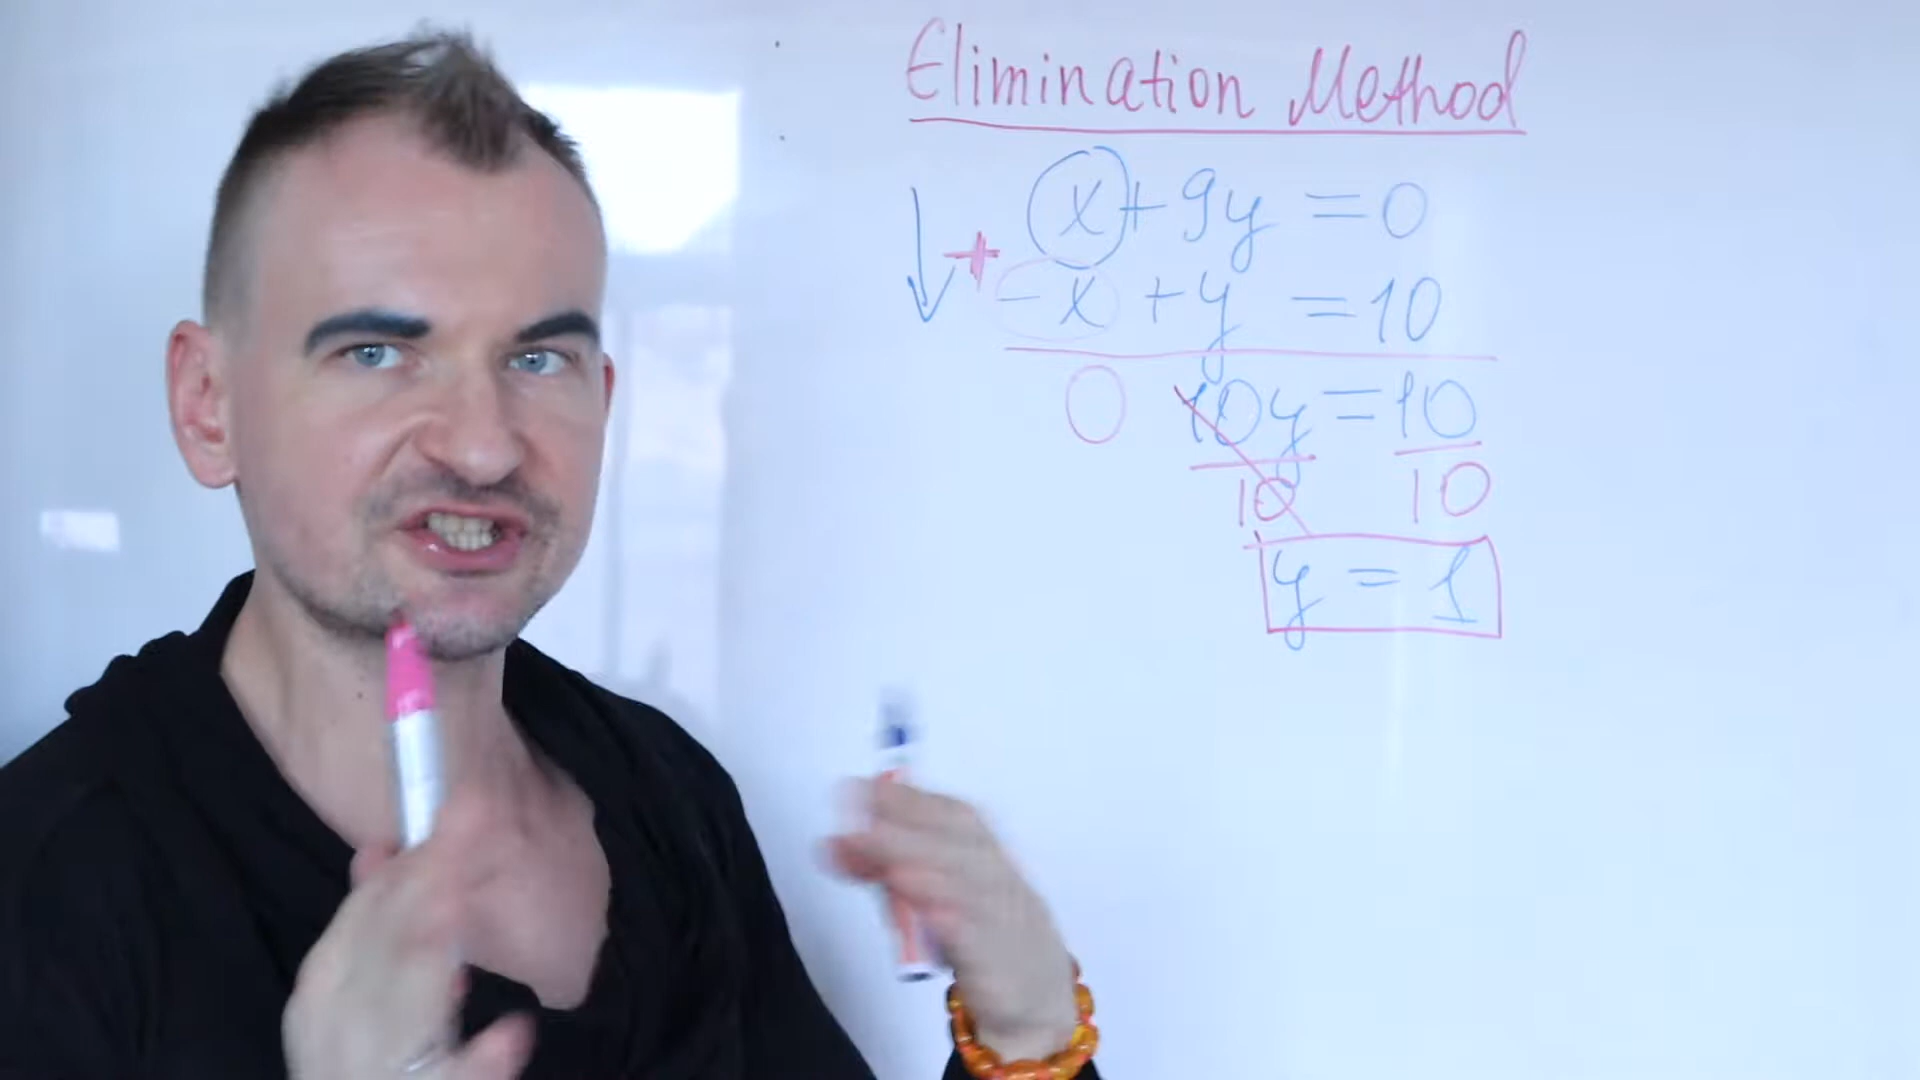 Elimination Method
x + 9y = 0
+
- x + y = 10
0 10y = 10
10 10
y = 1